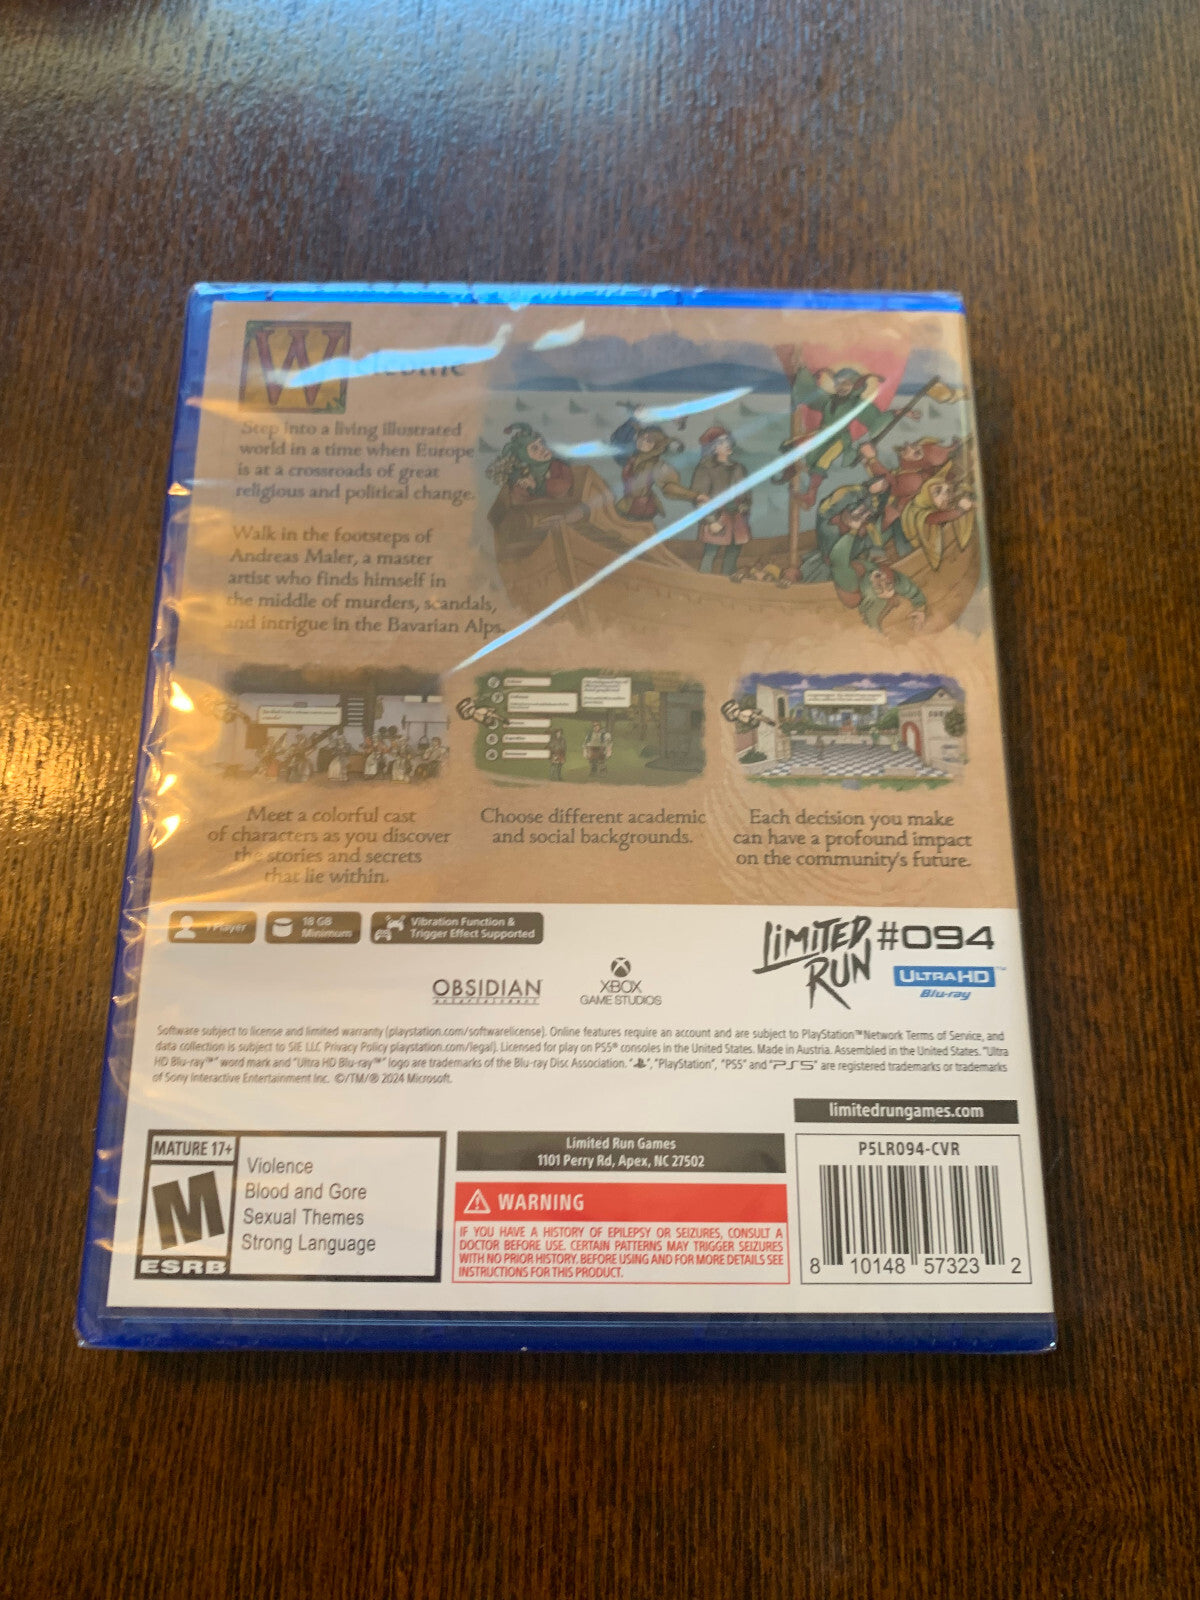 Welcome
Step into a living illustrated
world in a time when Europe
is at a crossroads of great
religious and political change.
Walk in the footsteps of
Andreas Maler, a master
artist who finds himself in
the middle of murders, scandals,
and intrigue in the Bavarian Alps.
Meet a colorful cast
of characters as you discover
the stories and secrets
that lie within.
Choose different academic
and social backgrounds.
Each decision you make
can have a profound impact
on the community's future.
1 Player
18 GB
Minimum
Vibration Function &
Trigger Effect Supported
LIMITED
RUN
#094
ULTRA HD™
Blu-ray
OBSIDIAN
ENTERTAINMENT
XBOX
GAME STUDIOS
Software subject to license and limited warranty (playstation.com/softwarelicense). Online features require an account and are subject to PlayStation™Network Terms of Service, and
data collection is subject to SIE LLC Privacy Policy playstation.com/legal). Licensed for play on PS5® consoles in the United States. Made in Austria. Assembled in the United States. "Ultra
HD Blu-ray™" word mark and "Ultra HD Blu-ray™" logo are trademarks of the Blu-ray Disc Association. "", "PlayStation", "PS5" and "PS5" are registered trademarks or trademarks
of Sony Interactive Entertainment Inc. ©/TM/® 2024 Microsoft.
limitedrungames.com
MATURE 17+
M
ESRB
Violence
Blood and Gore
Sexual Themes
Strong Language
Limited Run Games
1101 Perry Rd, Apex, NC 27502
WARNING
IF YOU HAVE A HISTORY OF EPILEPSY OR SEIZURES, CONSULT A
DOCTOR BEFORE USE. CERTAIN PATTERNS MAY TRIGGER SEIZURES
WITH NO PRIOR HISTORY. BEFORE USING AND FOR MORE DETAILS SEE
INSTRUCTIONS FOR THIS PRODUCT.
P5LR094-CVR
8 10148 57323 2